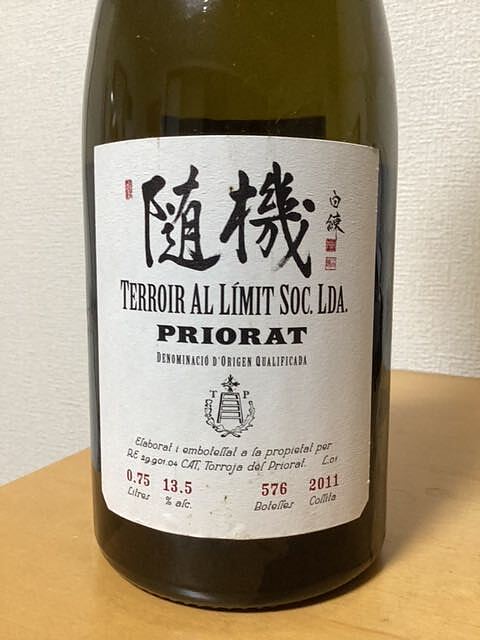 随機
白練
TERROIR AL LÍMIT SOC. LDA.
PRIORAT
DENOMINACIÓ D'ORIGEN QUALIFICADA
T P
Elaborat i embotellat a la propietat per
R.E 29.901.04 CAT, Torroja del Priorat. L.01
0.75 13.5 576 2011
Litres % alc. Botelles Collita